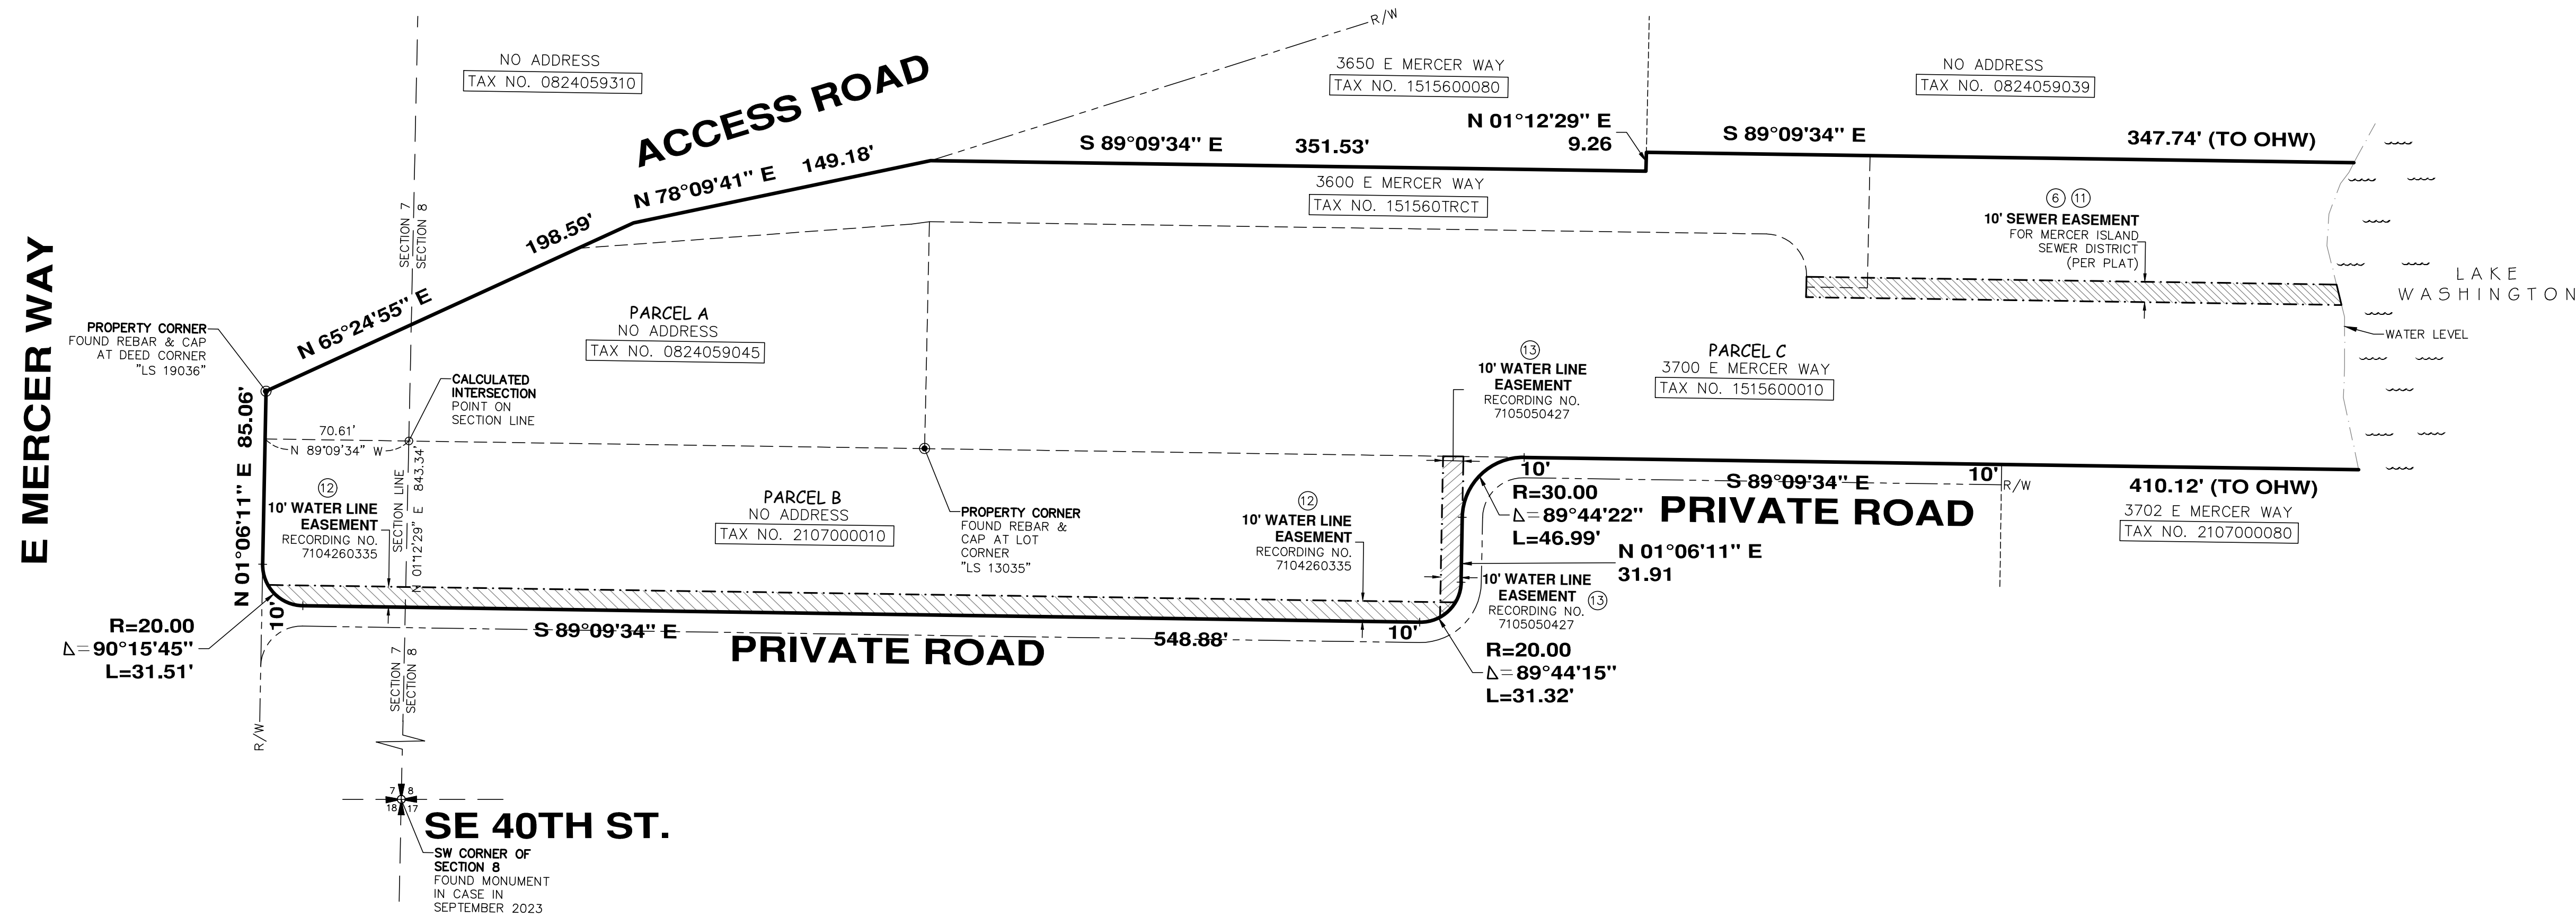 R/W
NO ADDRESS
TAX NO. 0824059310
ACCESS ROAD
3650 E MERCER WAY
TAX NO. 1515600080
NO ADDRESS
TAX NO. 0824059039
N 01°12'29" E
9.26
S 89°09'34" E
351.53'
S 89°09'34" E
347.74' (TO OHW)
N 78°09'41" E
149.18'
3600 E MERCER WAY
TAX NO. 151560TRCT
6
11
10' SEWER EASEMENT
FOR MERCER ISLAND
SEWER DISTRICT
(PER PLAT)
SECTION 7
SECTION 8
N 65°24'55" E
198.59'
E MERCER WAY
LAKE
WASHINGTON
WATER LEVEL
PROPERTY CORNER
FOUND REBAR & CAP
AT DEED CORNER
"LS 19036"
PARCEL A
NO ADDRESS
TAX NO. 0824059045
13
10' WATER LINE
EASEMENT
RECORDING NO.
7105050427
PARCEL C
3700 E MERCER WAY
TAX NO. 1515600010
CALCULATED
INTERSECTION
POINT ON
SECTION LINE
70.61'
N 89°09'34" W
N 01°06'11" E 85.06'
SECTION LINE
N 01°12'29" E 843.34'
12
10' WATER LINE
EASEMENT
RECORDING NO.
7104260335
PARCEL B
NO ADDRESS
TAX NO. 2107000010
PROPERTY CORNER
FOUND REBAR &
CAP AT LOT
CORNER
"LS 13035"
12
10' WATER LINE
EASEMENT
RECORDING NO.
7104260335
10'
S 89°09'34" E
10'
R/W
410.12' (TO OHW)
3702 E MERCER WAY
TAX NO. 2107000080
R=30.00
Δ=89°44'22"
L=46.99'
PRIVATE ROAD
N 01°06'11" E
31.91
10' WATER LINE
EASEMENT
13
RECORDING NO.
7105050427
R=20.00
Δ=90°15'45"
L=31.51'
10'
S 89°09'34" E
PRIVATE ROAD
548.88'
10'
R=20.00
Δ=89°44'15"
L=31.32'
SECTION 7
SECTION 8
R/W
7 8
18 17
SE 40TH ST.
SW CORNER OF
SECTION 8
FOUND MONUMENT
IN CASE IN
SEPTEMBER 2023